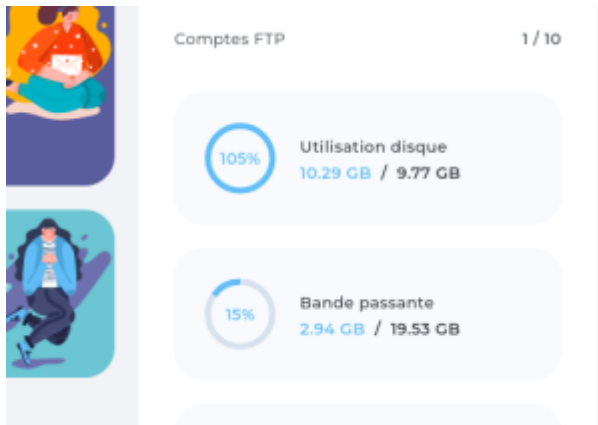 Comptes FTP 1 / 10
105%
Utilisation disque
10.29 GB / 9.77 GB
15%
Bande passante
2.94 GB / 19.53 GB